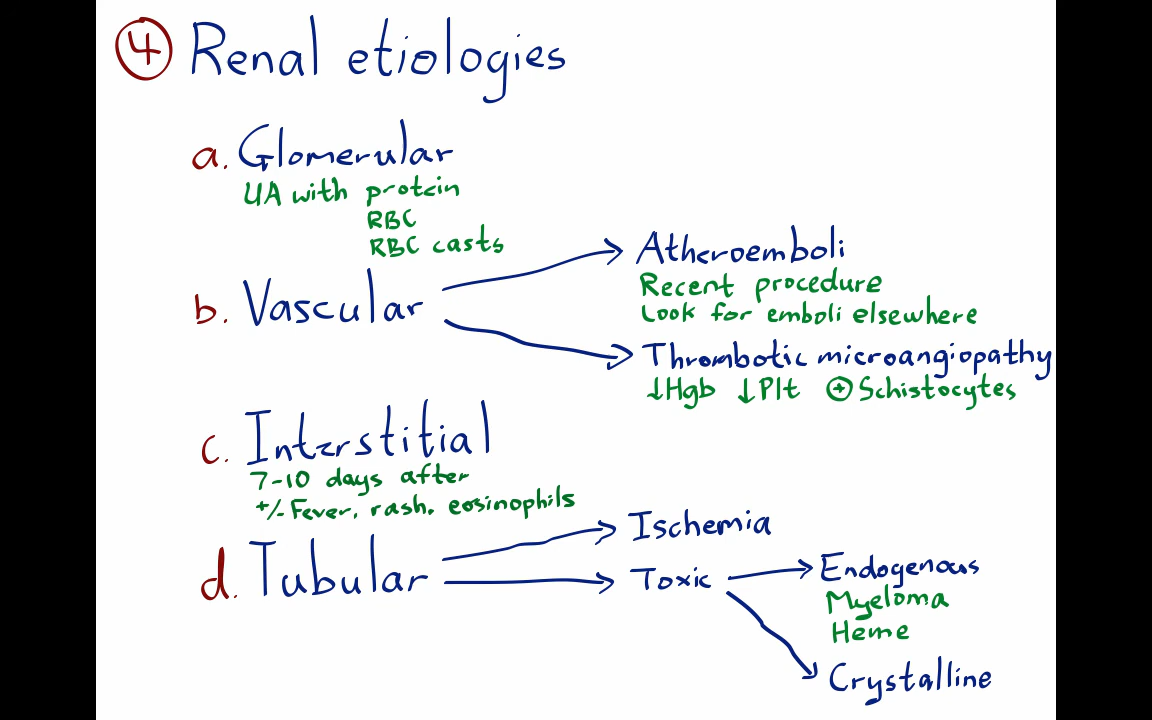 ④ Renal etiologies
a. Glomerular
UA with protein
RBC
RBC casts
b. Vascular
Atheroemboli
Recent procedure
Look for emboli elsewhere
Thrombotic microangiopathy
↓Hgb ↓Plt ⊕ Schistocytes
c. Interstitial
7-10 days after
+/- Fever, rash, eosinophils
d. Tubular
Ischemia
Toxic
Endogenous
Myeloma
Heme
Crystalline